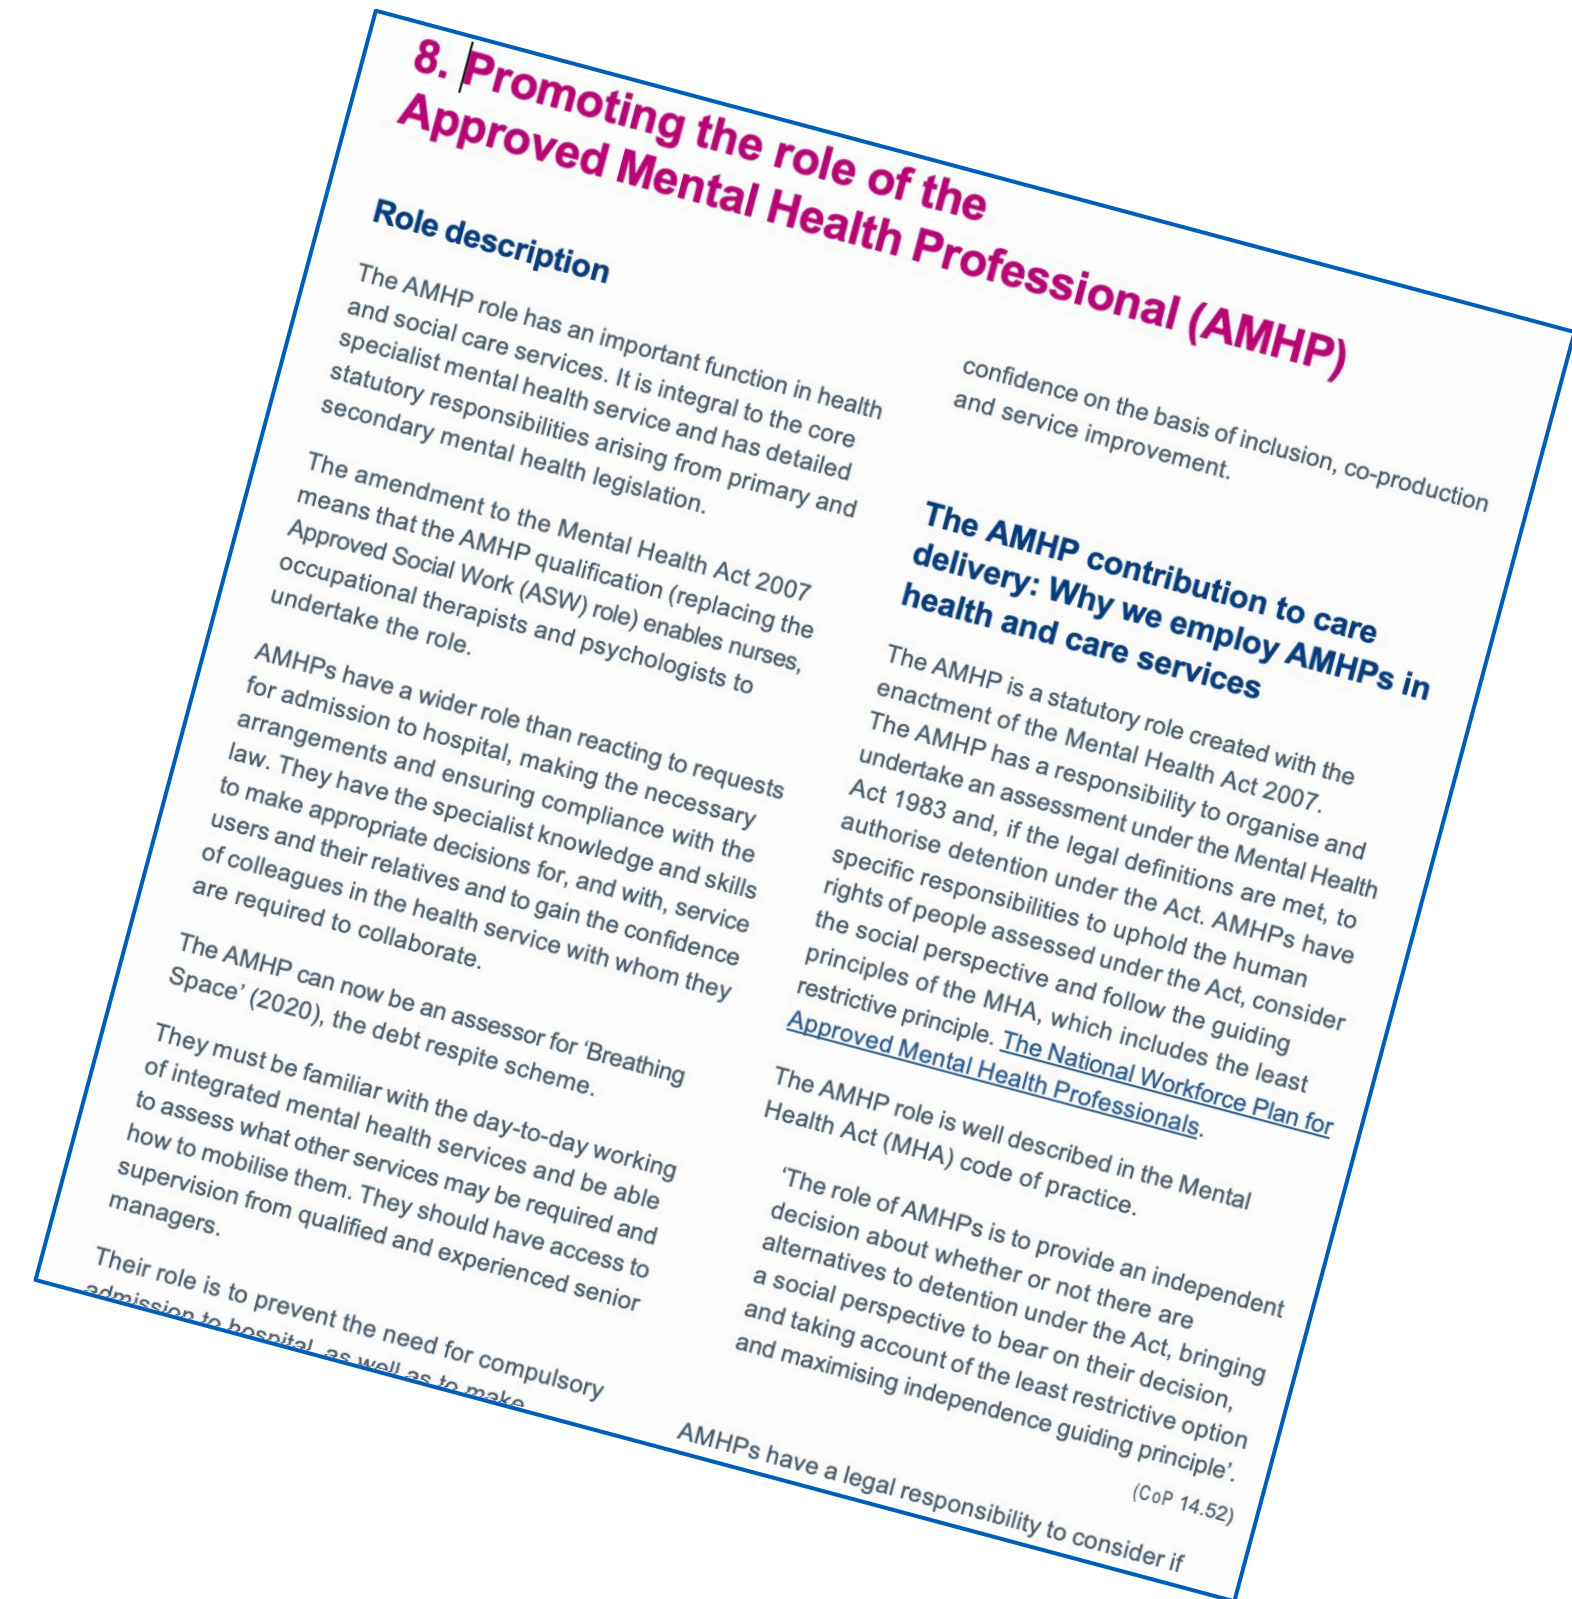 8. Promoting the role of the
Approved Mental Health Professional (AMHP)
Role description
The AMHP role has an important function in health
and social care services. It is integral to the core
specialist mental health service and has detailed
statutory responsibilities arising from primary and
secondary mental health legislation.
The amendment to the Mental Health Act 2007
means that the AMHP qualification (replacing the
Approved Social Work (ASW) role) enables nurses,
occupational therapists and psychologists to
undertake the role.
AMHPs have a wider role than reacting to requests
for admission to hospital, making the necessary
arrangements and ensuring compliance with the
law. They have the specialist knowledge and skills
to make appropriate decisions for, and with, service
users and their relatives and to gain the confidence
of colleagues in the health service with whom they
are required to collaborate.
The AMHP can now be an assessor for ‘Breathing
Space’ (2020), the debt respite scheme.
They must be familiar with the day-to-day working
of integrated mental health services and be able
to assess what other services may be required and
how to mobilise them. They should have access to
supervision from qualified and experienced senior
managers.
Their role is to prevent the need for compulsory
admission to hospital, as well as to make
confidence on the basis of inclusion, co-production
and service improvement.
The AMHP contribution to care
delivery: Why we employ AMHPs in
health and care services
The AMHP is a statutory role created with the
enactment of the Mental Health Act 2007.
The AMHP has a responsibility to organise and
undertake an assessment under the Mental Health
Act 1983 and, if the legal definitions are met, to
authorise detention under the Act. AMHPs have
specific responsibilities to uphold the human
rights of people assessed under the Act, consider
the social perspective and follow the guiding
principles of the MHA, which includes the least
restrictive principle. The National Workforce Plan for
Approved Mental Health Professionals.
The AMHP role is well described in the Mental
Health Act (MHA) code of practice.
‘The role of AMHPs is to provide an independent
decision about whether or not there are
alternatives to detention under the Act, bringing
a social perspective to bear on their decision,
and taking account of the least restrictive option
and maximising independence guiding principle’.
(CoP 14.52)
AMHPs have a legal responsibility to consider if